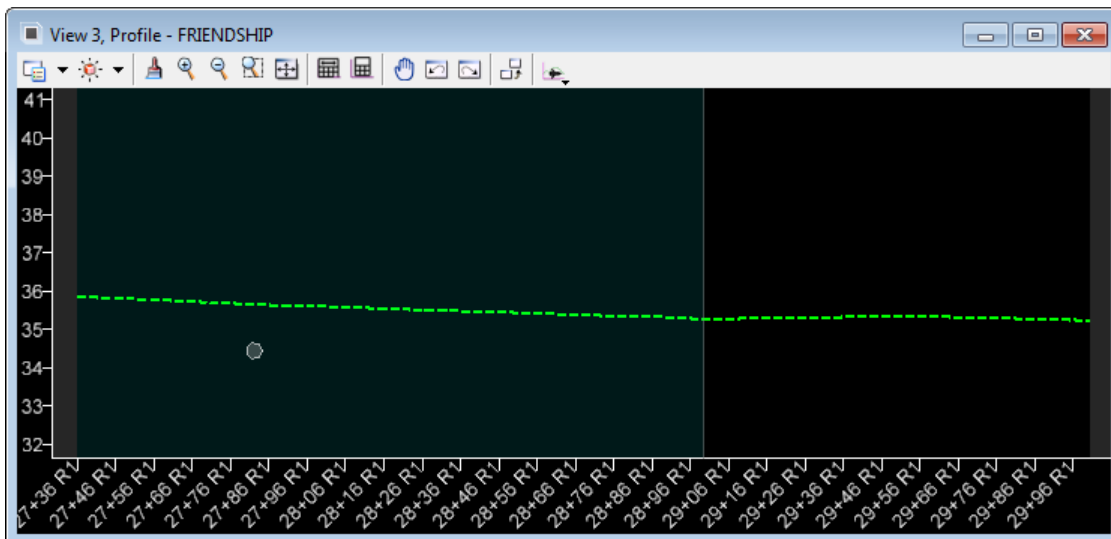 View 3, Profile - FRIENDSHIP
41
40
39
38
37
36
35
34
33
32
27+36 R1
27+46 R1
27+56 R1
27+66 R1
27+76 R1
27+86 R1
27+96 R1
28+06 R1
28+16 R1
28+26 R1
28+36 R1
28+46 R1
28+56 R1
28+66 R1
28+76 R1
28+86 R1
28+96 R1
29+06 R1
29+16 R1
29+26 R1
29+36 R1
29+46 R1
29+56 R1
29+66 R1
29+76 R1
29+86 R1
29+96 R1